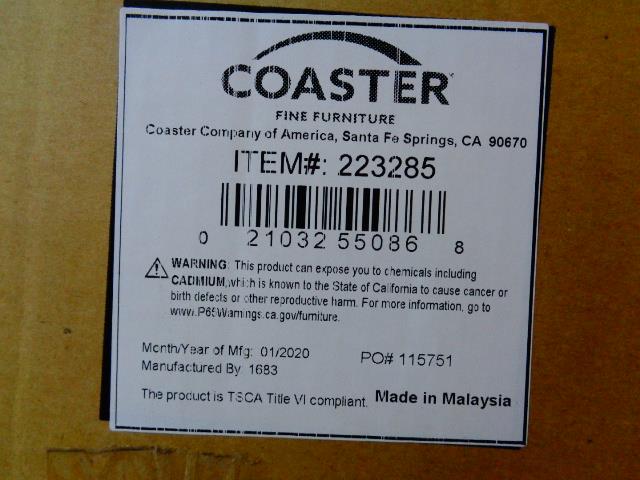 COASTER
FINE FURNITURE
Coaster Company of America, Santa Fe Springs, CA 90670
ITEM#: 223285
0 21032 55086 8
WARNING: This product can expose you to chemicals including
CADMIUM, which is known to the State of California to cause cancer or
birth defects or other reproductive harm. For more information, go to
www.P65Warnings.ca.gov/furniture.
Month/Year of Mfg: 01/2020 PO# 115751
Manufactured By: 1683
The product is TSCA Title VI compliant. Made in Malaysia